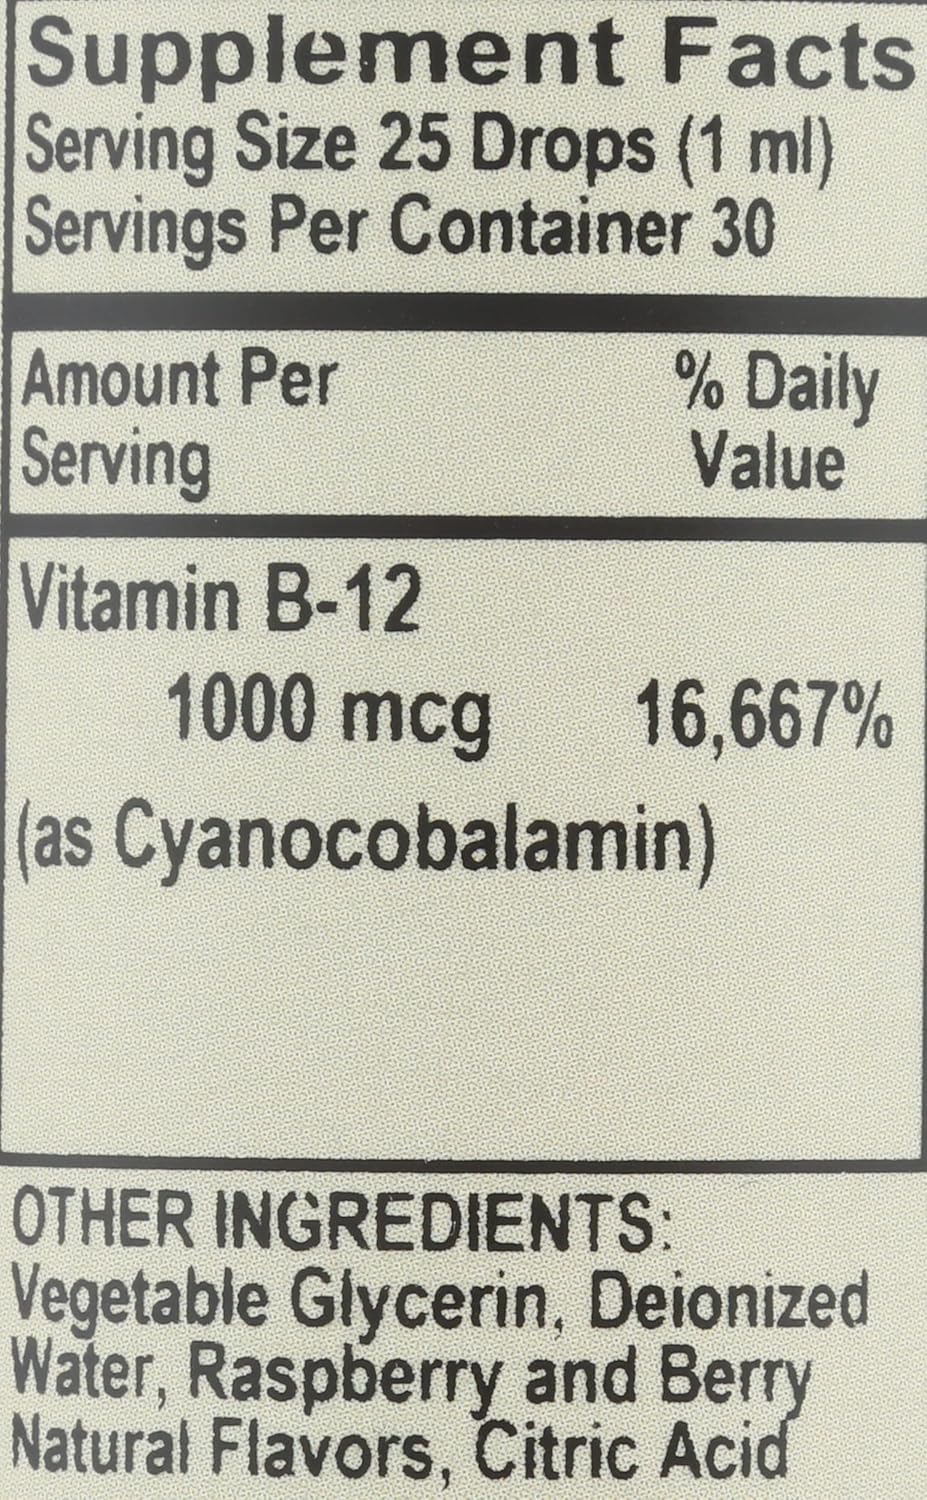 Supplement Facts
Serving Size 25 Drops (1 ml)
Servings Per Container 30
Amount Per % Daily
Serving Value
Vitamin B-12
1000 mcg 16,667%
(as Cyanocobalamin)
OTHER INGREDIENTS:
Vegetable Glycerin, Deionized
Water, Raspberry and Berry
Natural Flavors, Citric Acid